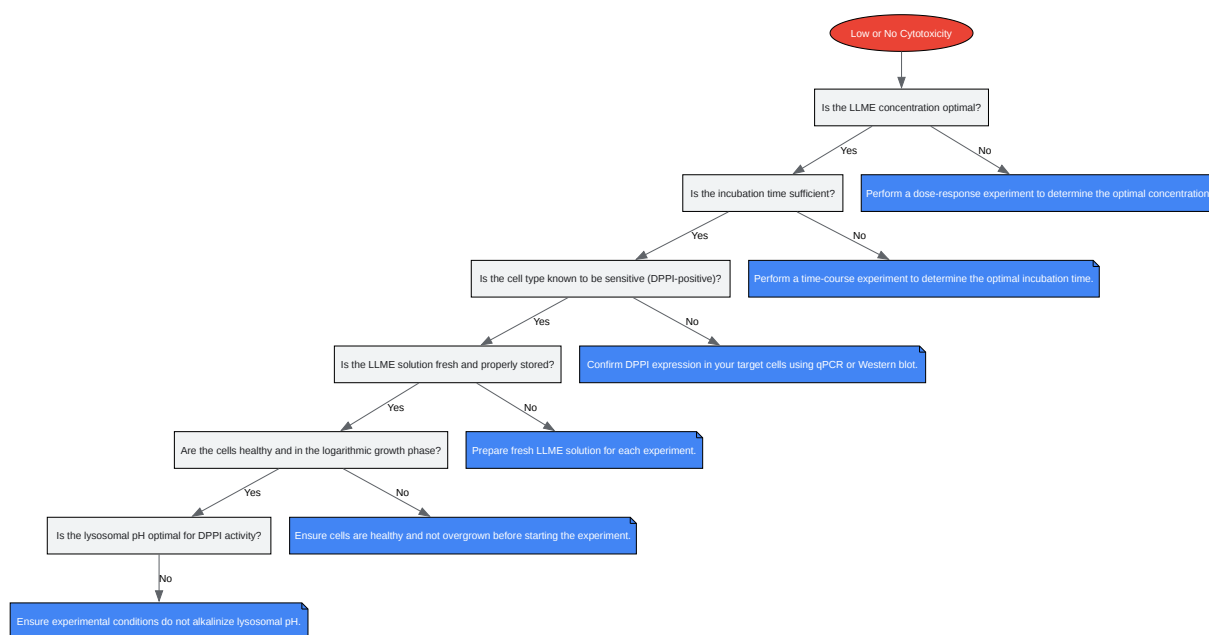 Low or No Cytotoxicity
Is the LLME concentration optimal?
Yes
No
Is the incubation time sufficient?
Perform a dose-response experiment to determine the optimal concentration
Yes
No
Is the cell type known to be sensitive (DPPI-positive)?
Perform a time-course experiment to determine the optimal incubation time.
Yes
No
Is the LLME solution fresh and properly stored?
Confirm DPPI expression in your target cells using qPCR or Western blot.
Yes
No
Are the cells healthy and in the logarithmic growth phase?
Prepare fresh LLME solution for each experiment.
Yes
No
Is the lysosomal pH optimal for DPPI activity?
Ensure cells are healthy and not overgrown before starting the experiment.
No
Ensure experimental conditions do not alkalinize lysosomal pH.